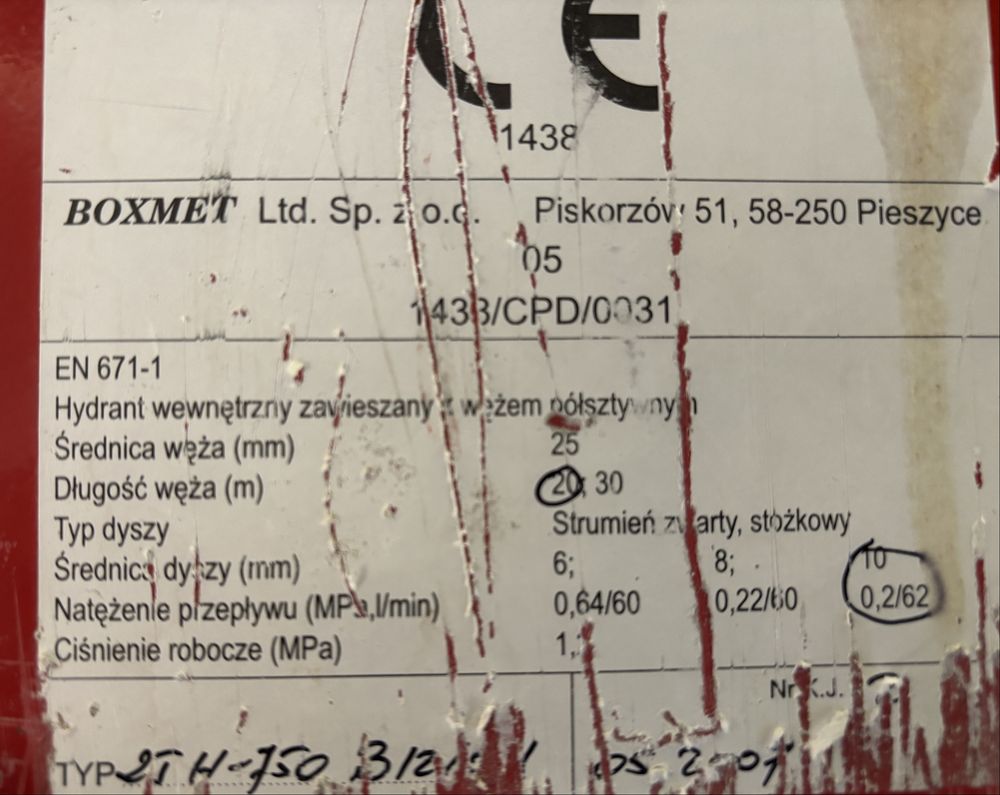 CE
1438
BOXMET Ltd. Sp. z o.o. Piskorzów 51, 58-250 Pieszyce
05
1438/CPD/0031
EN 671-1
Hydrant wewnętrzny zawieszany z wężem półsztywnym
Średnica węża (mm) 25
Długość węża (m) 20; 30
Typ dyszy Strumień zwarty, stożkowy
Średnica dyszy (mm) 6; 8; 10
Natężenie przepływu (MPa,l/min) 0,64/60 0,22/60 0,2/62
Ciśnienie robocze (MPa)
Nr K.J.
TYP